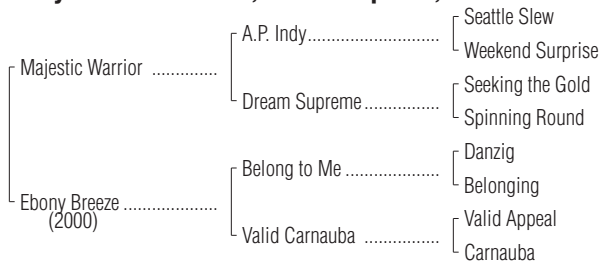 A.P. Indy.......................... Seattle Slew
Weekend Surprise
Majestic Warrior .............
Dream Supreme............... Seeking the Gold
Spinning Round
Belong to Me ................... Danzig
Belonging
Ebony Breeze ...................
(2000)
Valid Carnauba ............... Valid Appeal
Carnauba